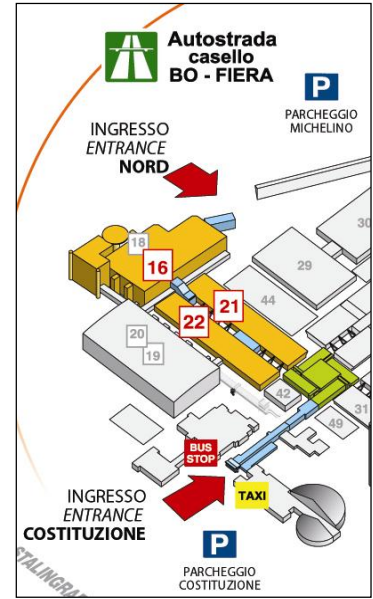 Autostrada
casello
BO - FIERA
P
PARCHEGGIO
MICHELINO
INGRESSO
ENTRANCE
NORD
18
16
30
29
21
44
22
20
19
42
31
49
BUS
STOP
TAXI
INGRESSO
ENTRANCE
COSTITUZIONE
P
PARCHEGGIO
COSTITUZIONE
STALINGRAD